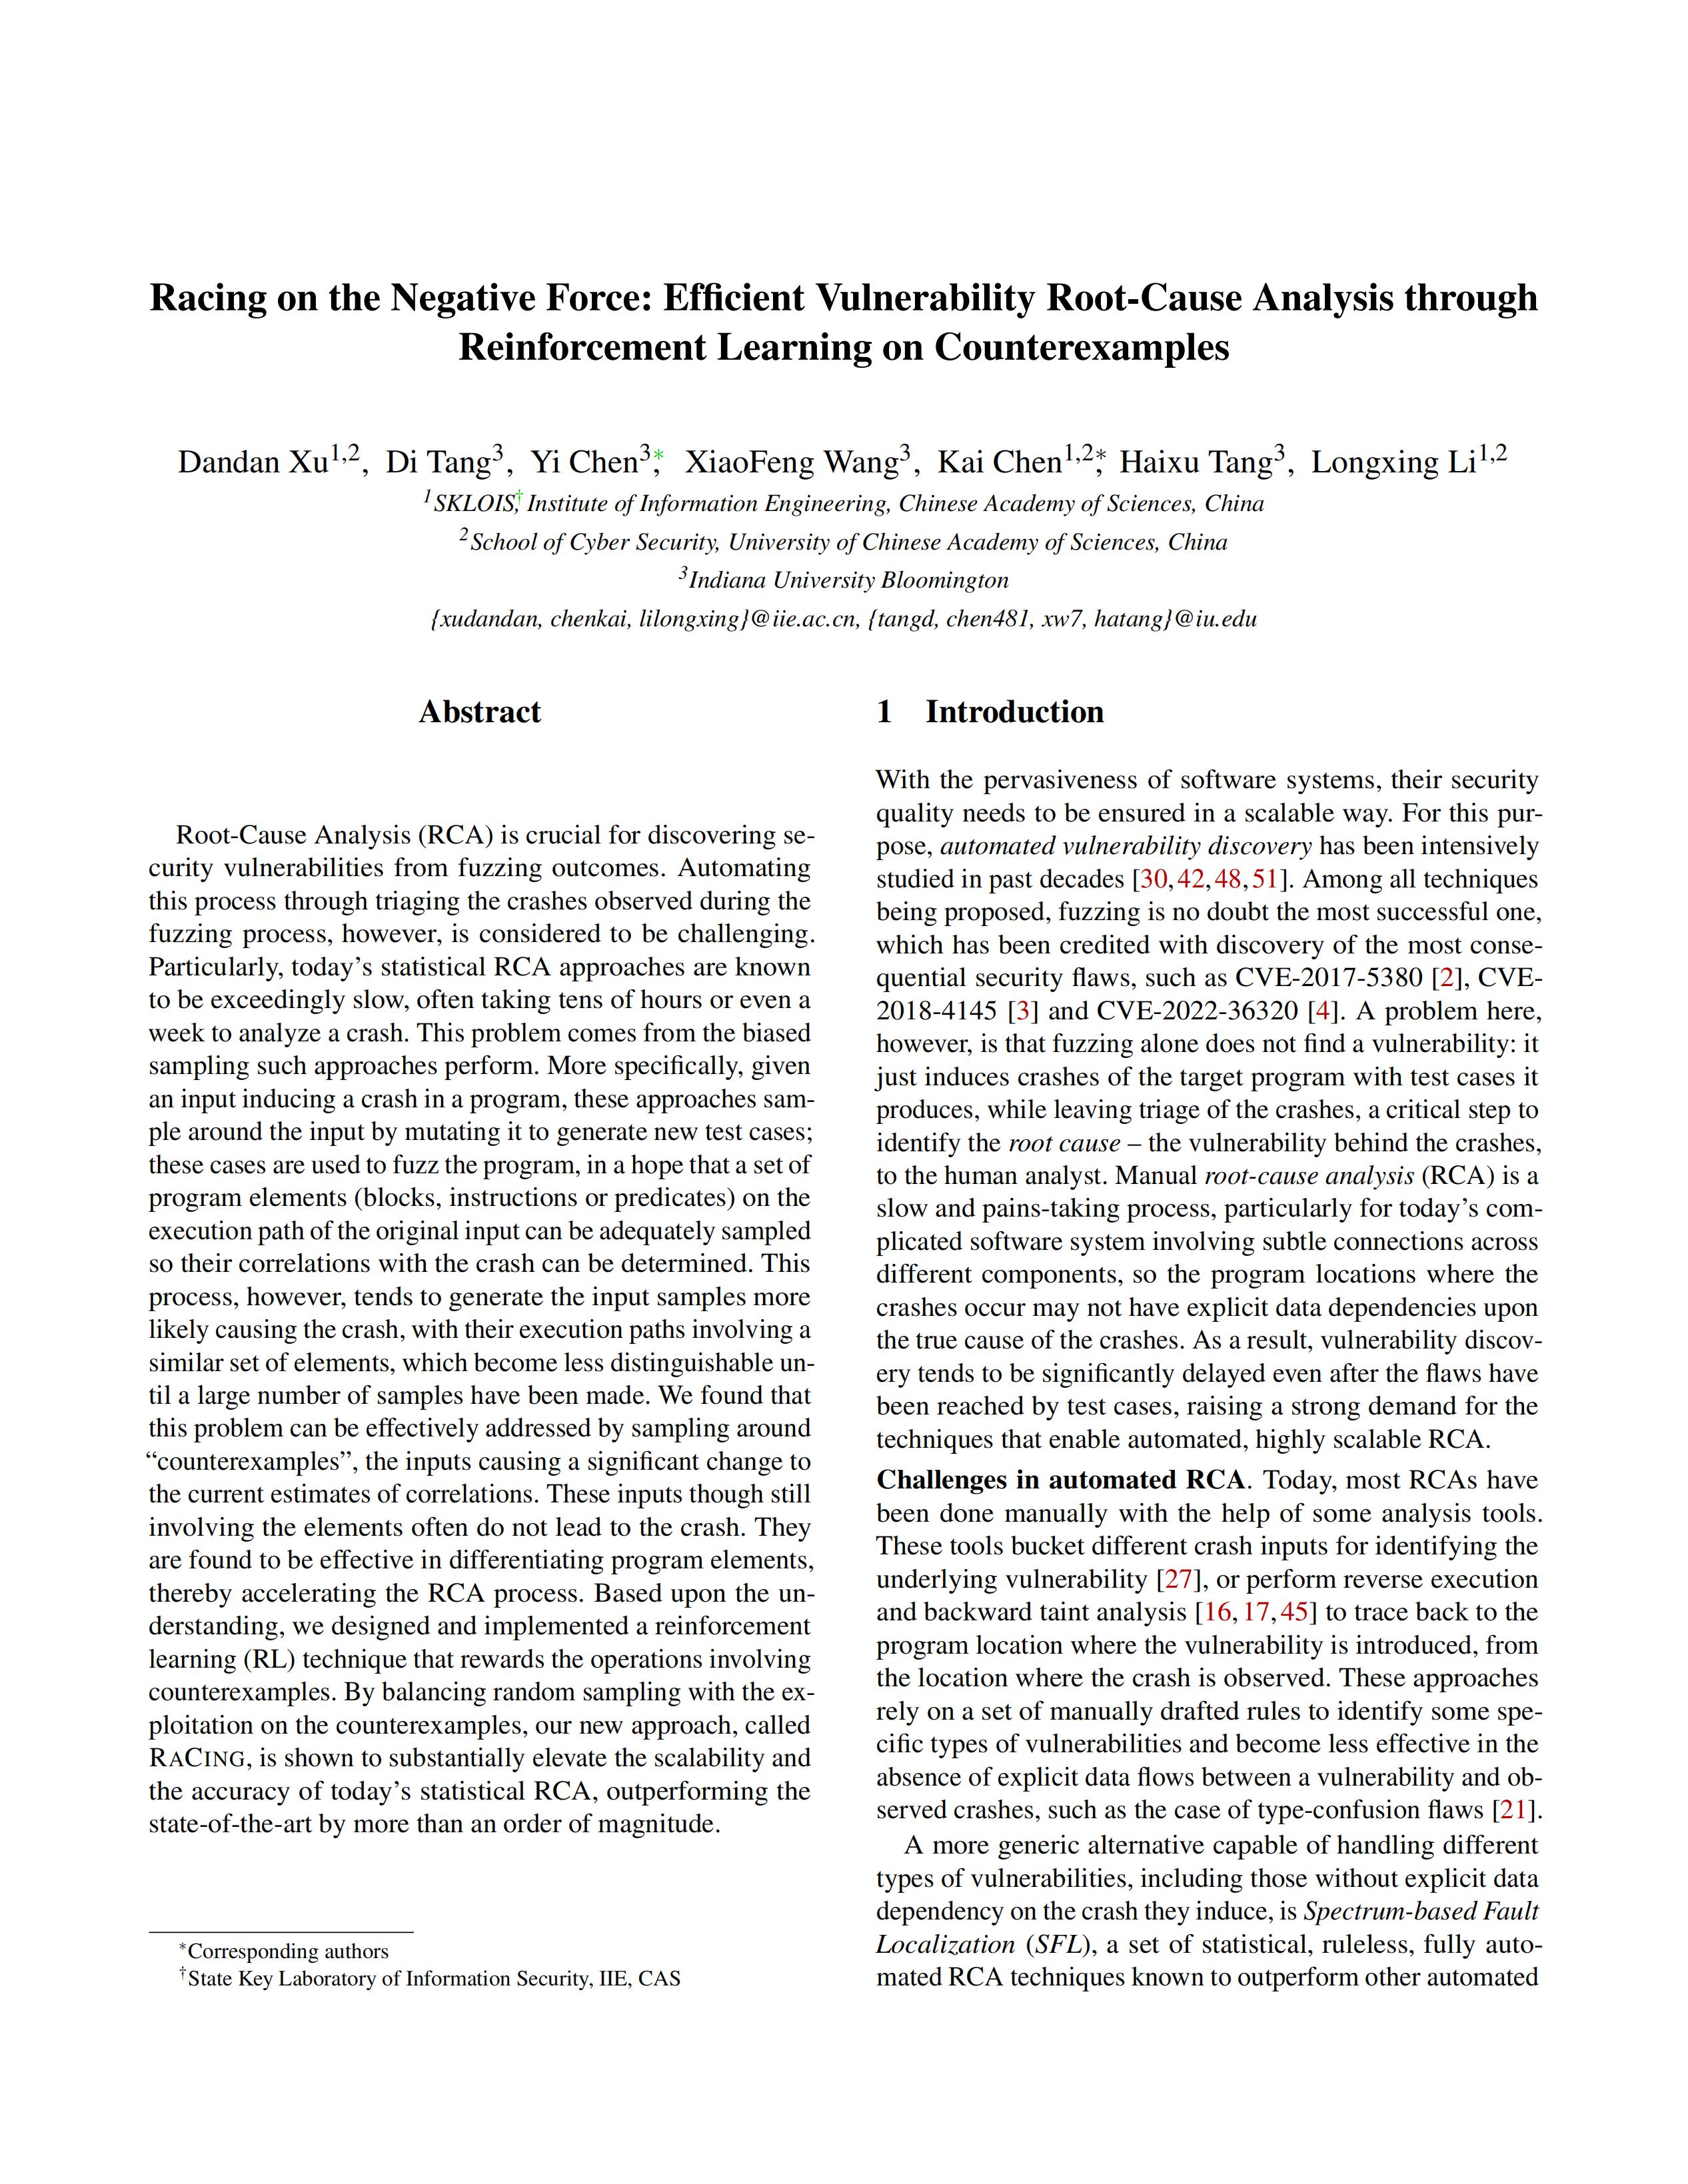 Racing on the Negative Force: Efficient Vulnerability Root-Cause Analysis through
Reinforcement Learning on Counterexamples
Dandan Xu1,2, Di Tang3, Yi Chen3*, XiaoFeng Wang3, Kai Chen1,2*, Haixu Tang3, Longxing Li1,2
1SKLOIS†, Institute of Information Engineering, Chinese Academy of Sciences, China
2School of Cyber Security, University of Chinese Academy of Sciences, China
3Indiana University Bloomington
{xudandan, chenkai, lilongxing}@iie.ac.cn, {tangd, chen481, xw7, hatang}@iu.edu
Abstract
Root-Cause Analysis (RCA) is crucial for discovering se-
curity vulnerabilities from fuzzing outcomes. Automating
this process through triaging the crashes observed during the
fuzzing process, however, is considered to be challenging.
Particularly, today's statistical RCA approaches are known
to be exceedingly slow, often taking tens of hours or even a
week to analyze a crash. This problem comes from the biased
sampling such approaches perform. More specifically, given
an input inducing a crash in a program, these approaches sam-
ple around the input by mutating it to generate new test cases;
these cases are used to fuzz the program, in a hope that a set of
program elements (blocks, instructions or predicates) on the
execution path of the original input can be adequately sampled
so their correlations with the crash can be determined. This
process, however, tends to generate the input samples more
likely causing the crash, with their execution paths involving a
similar set of elements, which become less distinguishable un-
til a large number of samples have been made. We found that
this problem can be effectively addressed by sampling around
“counterexamples”, the inputs causing a significant change to
the current estimates of correlations. These inputs though still
involving the elements often do not lead to the crash. They
are found to be effective in differentiating program elements,
thereby accelerating the RCA process. Based upon the un-
derstanding, we designed and implemented a reinforcement
learning (RL) technique that rewards the operations involving
counterexamples. By balancing random sampling with the ex-
ploitation on the counterexamples, our new approach, called
RACING, is shown to substantially elevate the scalability and
the accuracy of today's statistical RCA, outperforming the
state-of-the-art by more than an order of magnitude.
*Corresponding authors
†State Key Laboratory of Information Security, IIE, CAS
1 Introduction
With the pervasiveness of software systems, their security
quality needs to be ensured in a scalable way. For this pur-
pose, automated vulnerability discovery has been intensively
studied in past decades [30,42,48,51]. Among all techniques
being proposed, fuzzing is no doubt the most successful one,
which has been credited with discovery of the most conse-
quential security flaws, such as CVE-2017-5380 [2], CVE-
2018-4145 [3] and CVE-2022-36320 [4]. A problem here,
however, is that fuzzing alone does not find a vulnerability: it
just induces crashes of the target program with test cases it
produces, while leaving triage of the crashes, a critical step to
identify the root cause – the vulnerability behind the crashes,
to the human analyst. Manual root-cause analysis (RCA) is a
slow and pains-taking process, particularly for today's com-
plicated software system involving subtle connections across
different components, so the program locations where the
crashes occur may not have explicit data dependencies upon
the true cause of the crashes. As a result, vulnerability discov-
ery tends to be significantly delayed even after the flaws have
been reached by test cases, raising a strong demand for the
techniques that enable automated, highly scalable RCA.
Challenges in automated RCA. Today, most RCAs have
been done manually with the help of some analysis tools.
These tools bucket different crash inputs for identifying the
underlying vulnerability [27], or perform reverse execution
and backward taint analysis [16,17,45] to trace back to the
program location where the vulnerability is introduced, from
the location where the crash is observed. These approaches
rely on a set of manually drafted rules to identify some spe-
cific types of vulnerabilities and become less effective in the
absence of explicit data flows between a vulnerability and ob-
served crashes, such as the case of type-confusion flaws [21].
A more generic alternative capable of handling different
types of vulnerabilities, including those without explicit data
dependency on the crash they induce, is Spectrum-based Fault
Localization (SFL), a set of statistical, ruleless, fully auto-
mated RCA techniques known to outperform other automated